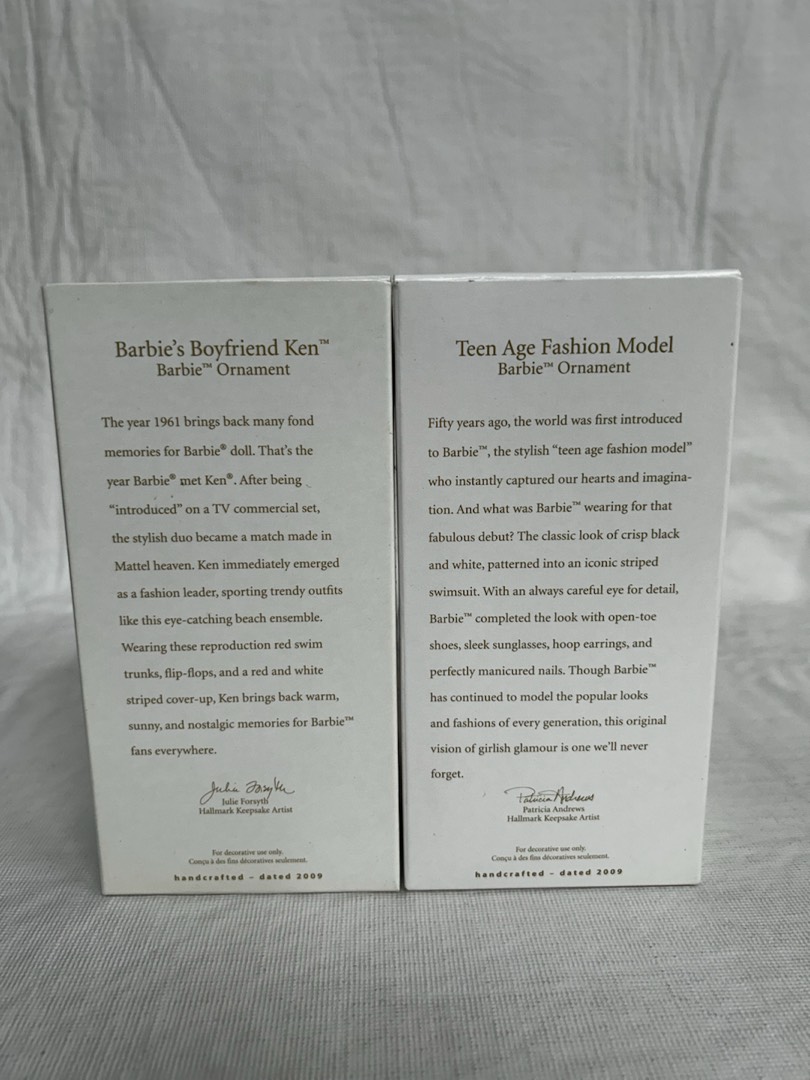 Barbie's Boyfriend Ken™
Barbie™ Ornament
The year 1961 brings back many fond
memories for Barbie® doll. That's the
year Barbie® met Ken®. After being
"introduced" on a TV commercial set,
the stylish duo became a match made in
Mattel heaven. Ken immediately emerged
as a fashion leader, sporting trendy outfits
like this eye-catching beach ensemble.
Wearing these reproduction red swim
trunks, flip-flops, and a red and white
striped cover-up, Ken brings back warm,
sunny, and nostalgic memories for Barbie™
fans everywhere.
Julie Forsyth
Julie Forsyth
Hallmark Keepsake Artist
For decorative use only.
Conçu à des fins décoratives seulement.
handcrafted – dated 2009
Teen Age Fashion Model
Barbie™ Ornament
Fifty years ago, the world was first introduced
to Barbie™, the stylish "teen age fashion model"
who instantly captured our hearts and imagina-
tion. And what was Barbie™ wearing for that
fabulous debut? The classic look of crisp black
and white, patterned into an iconic striped
swimsuit. With an always careful eye for detail,
Barbie™ completed the look with open-toe
shoes, sleek sunglasses, hoop earrings, and
perfectly manicured nails. Though Barbie™
has continued to model the popular looks
and fashions of every generation, this original
vision of girlish glamour is one we'll never
forget.
Patricia Andrews
Patricia Andrews
Hallmark Keepsake Artist
For decorative use only.
Conçu à des fins décoratives seulement.
handcrafted – dated 2009